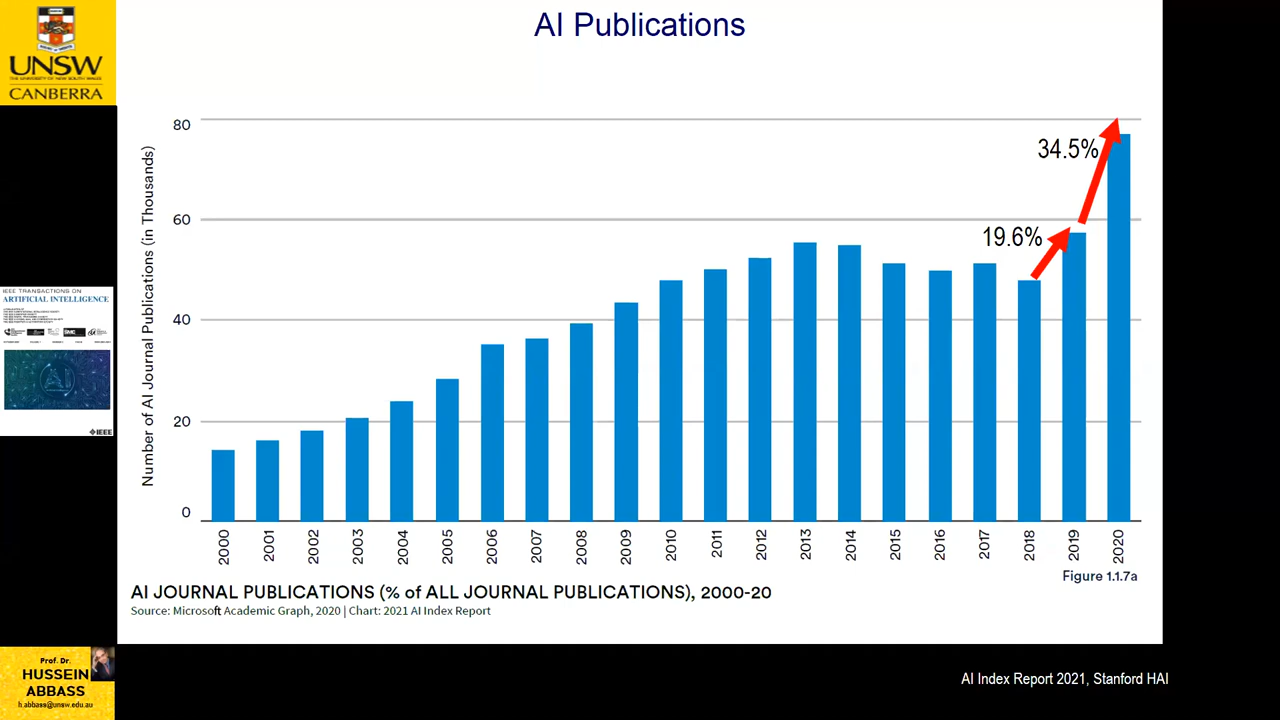 AI Publications
UNSW
CANBERRA
80
60
40
20
0
Number of AI Journal Publications (in Thousands)
34.5%
19.6%
2000
2001
2002
2003
2004
2005
2006
2007
2008
2009
2010
2011
2012
2013
2014
2015
2016
2017
2018
2019
2020
Figure 1.1.7a
AI JOURNAL PUBLICATIONS (% of ALL JOURNAL PUBLICATIONS), 2000-20
Source: Microsoft Academic Graph, 2020 | Chart: 2021 AI Index Report
IEEE TRANSACTIONS ON
ARTIFICIAL INTELLIGENCE
SMC
AI
IEEE
Prof. Dr.
HUSSEIN
ABBASS
h.abbass@unsw.edu.au
AI Index Report 2021, Stanford HAI